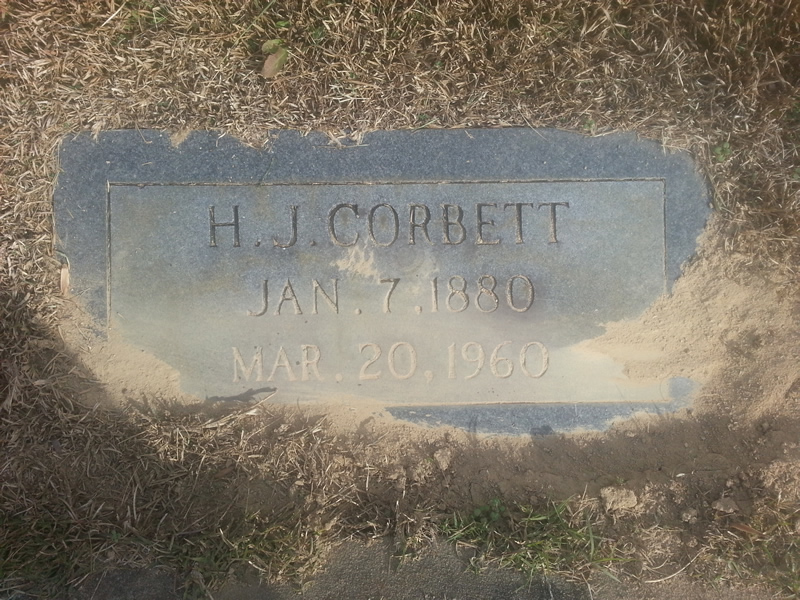 H. J. CORBETT
JAN. 7, 1880
MAR. 20, 1960